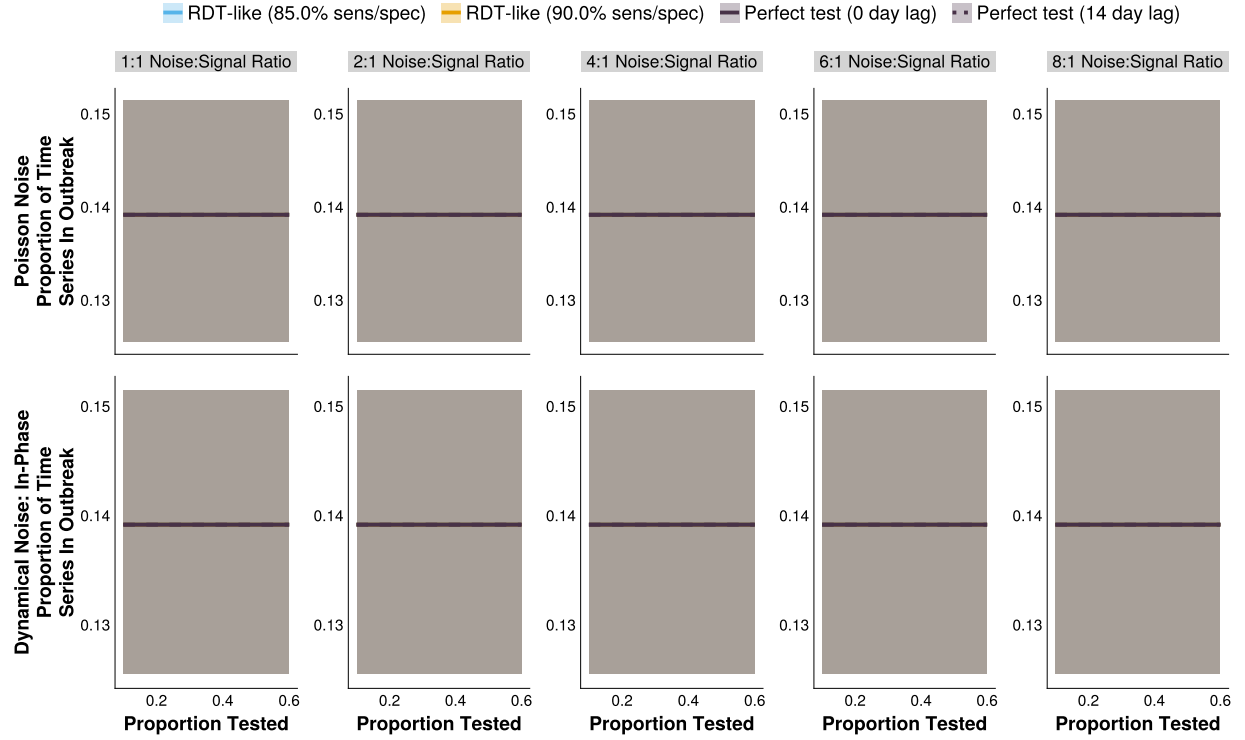 RDT-like (85.0% sens/spec) RDT-like (90.0% sens/spec) Perfect test (0 day lag) Perfect test (14 day lag)
1:1 Noise:Signal Ratio 2:1 Noise:Signal Ratio 4:1 Noise:Signal Ratio 6:1 Noise:Signal Ratio 8:1 Noise:Signal Ratio
Poisson Noise
Proportion of Time
Series In Outbreak
0.15 0.15 0.15 0.15 0.15
0.14 0.14 0.14 0.14 0.14
0.13 0.13 0.13 0.13 0.13
Dynamical Noise: In-Phase
Proportion of Time
Series In Outbreak
0.15 0.15 0.15 0.15 0.15
0.14 0.14 0.14 0.14 0.14
0.13 0.13 0.13 0.13 0.13
0.2 0.4 0.6 0.2 0.4 0.6 0.2 0.4 0.6 0.2 0.4 0.6 0.2 0.4 0.6
Proportion Tested Proportion Tested Proportion Tested Proportion Tested Proportion Tested